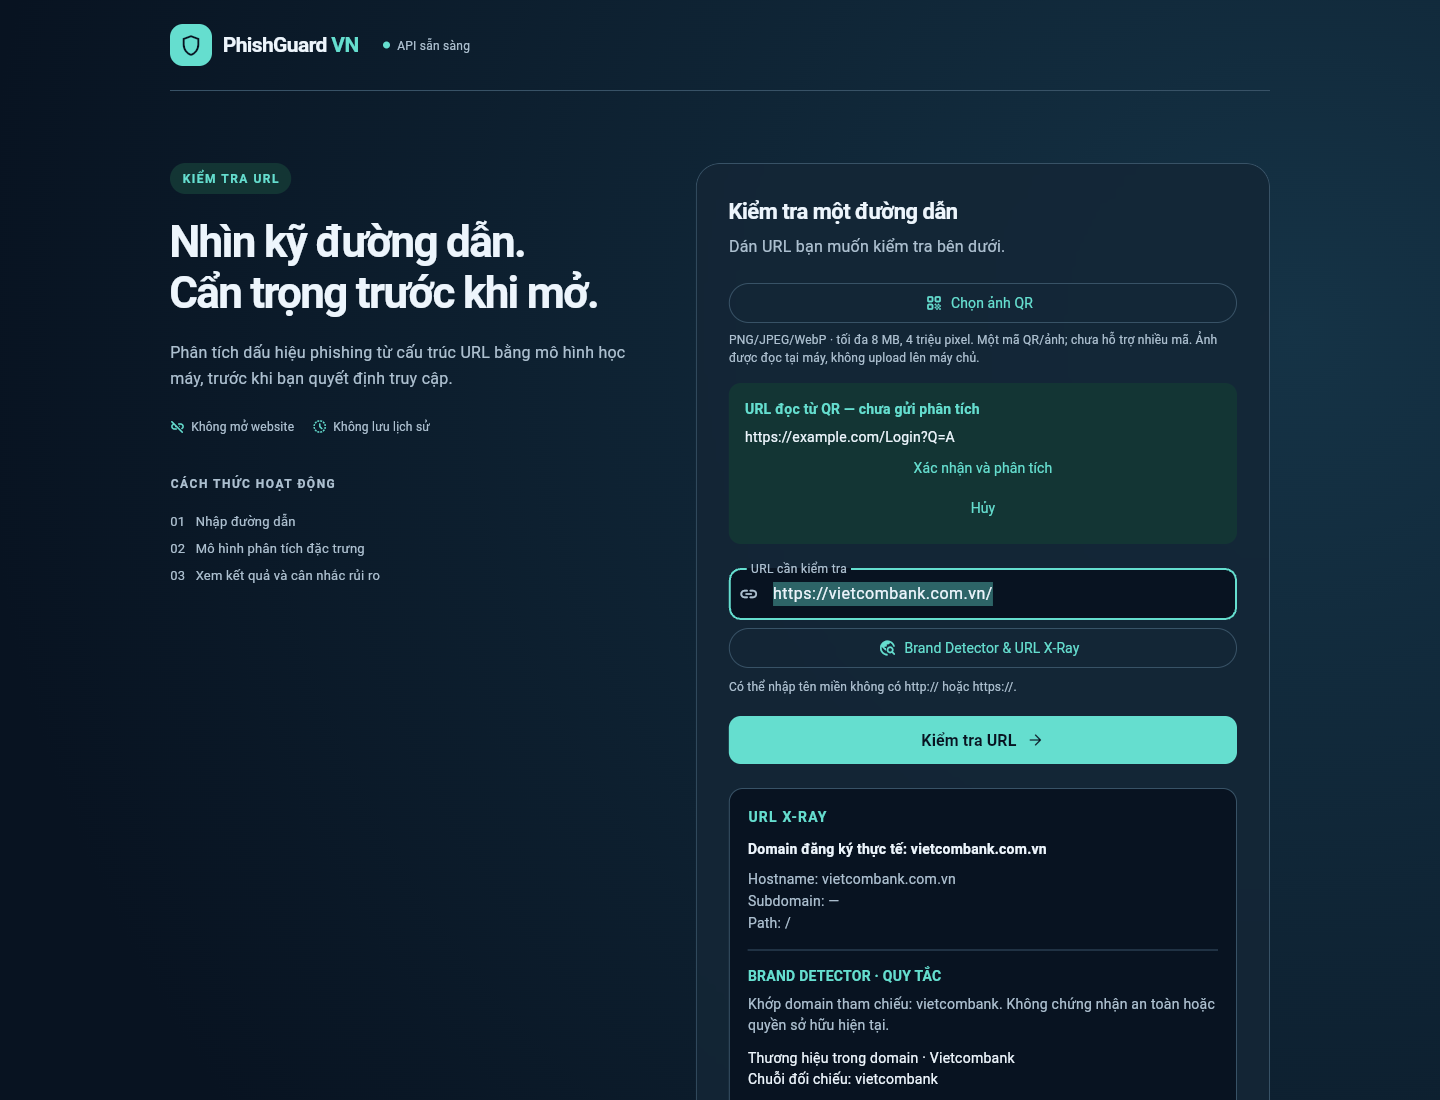 PhishGuard VN
API sẵn sàng
KIỂM TRA URL
Nhìn kỹ đường dẫn.
Cẩn trọng trước khi mở.
Phân tích dấu hiệu phishing từ cấu trúc URL bằng mô hình học
máy, trước khi bạn quyết định truy cập.
Không mở website
Không lưu lịch sử
CÁCH THỨC HOẠT ĐỘNG
01 Nhập đường dẫn
02 Mô hình phân tích đặc trưng
03 Xem kết quả và cân nhắc rủi ro
Kiểm tra một đường dẫn
Dán URL bạn muốn kiểm tra bên dưới.
Chọn ảnh QR
PNG/JPEG/WebP · tối đa 8 MB, 4 triệu pixel. Một mã QR/ảnh; chưa hỗ trợ nhiều mã. Ảnh
được đọc tại máy, không upload lên máy chủ.
URL đọc từ QR — chưa gửi phân tích
https://example.com/Login?Q=A
Xác nhận và phân tích
Hủy
URL cần kiểm tra
https://vietcombank.com.vn/
Brand Detector & URL X-Ray
Có thể nhập tên miền không có http:// hoặc https://.
Kiểm tra URL
URL X-RAY
Domain đăng ký thực tế: vietcombank.com.vn
Hostname: vietcombank.com.vn
Subdomain: —
Path: /
BRAND DETECTOR · QUY TẮC
Khớp domain tham chiếu: vietcombank. Không chứng nhận an toàn hoặc
quyền sở hữu hiện tại.
Thương hiệu trong domain · Vietcombank
Chuỗi đối chiếu: vietcombank